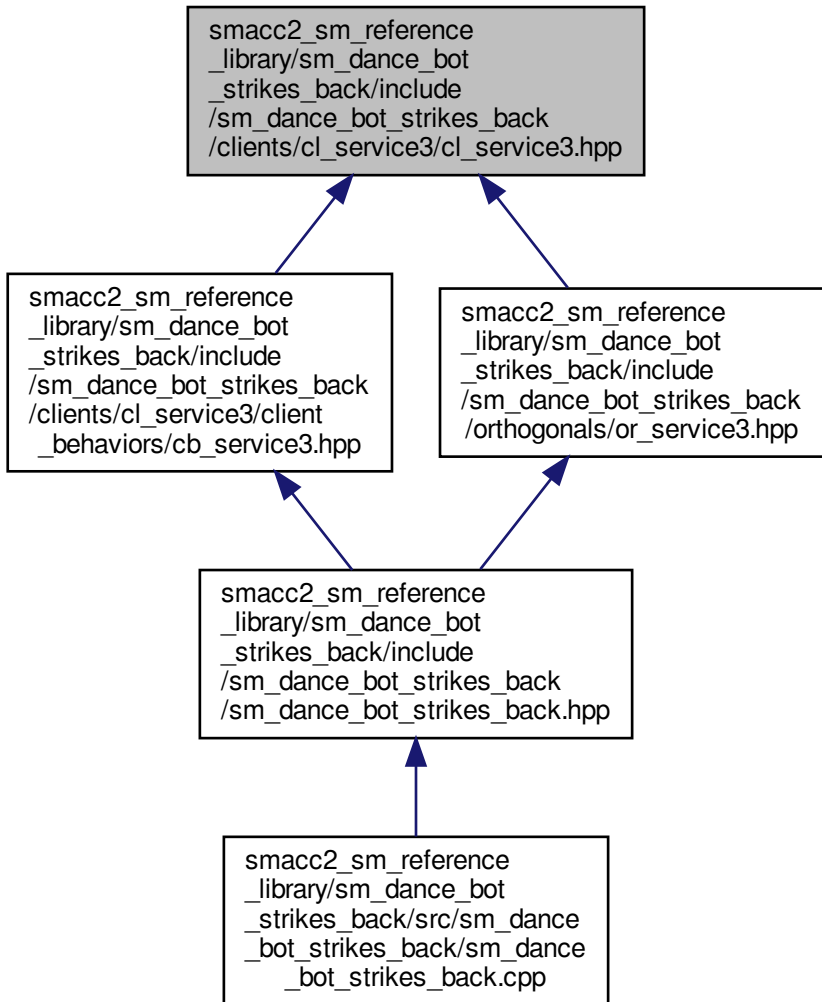 smacc2_sm_reference
_library/sm_dance_bot
_strikes_back/include
/sm_dance_bot_strikes_back
/clients/cl_service3/cl_service3.hpp
smacc2_sm_reference
_library/sm_dance_bot
_strikes_back/include
/sm_dance_bot_strikes_back
/clients/cl_service3/client
_behaviors/cb_service3.hpp
smacc2_sm_reference
_library/sm_dance_bot
_strikes_back/include
/sm_dance_bot_strikes_back
/orthogonals/or_service3.hpp
smacc2_sm_reference
_library/sm_dance_bot
_strikes_back/include
/sm_dance_bot_strikes_back
/sm_dance_bot_strikes_back.hpp
smacc2_sm_reference
_library/sm_dance_bot
_strikes_back/src/sm_dance
_bot_strikes_back/sm_dance
_bot_strikes_back.cpp